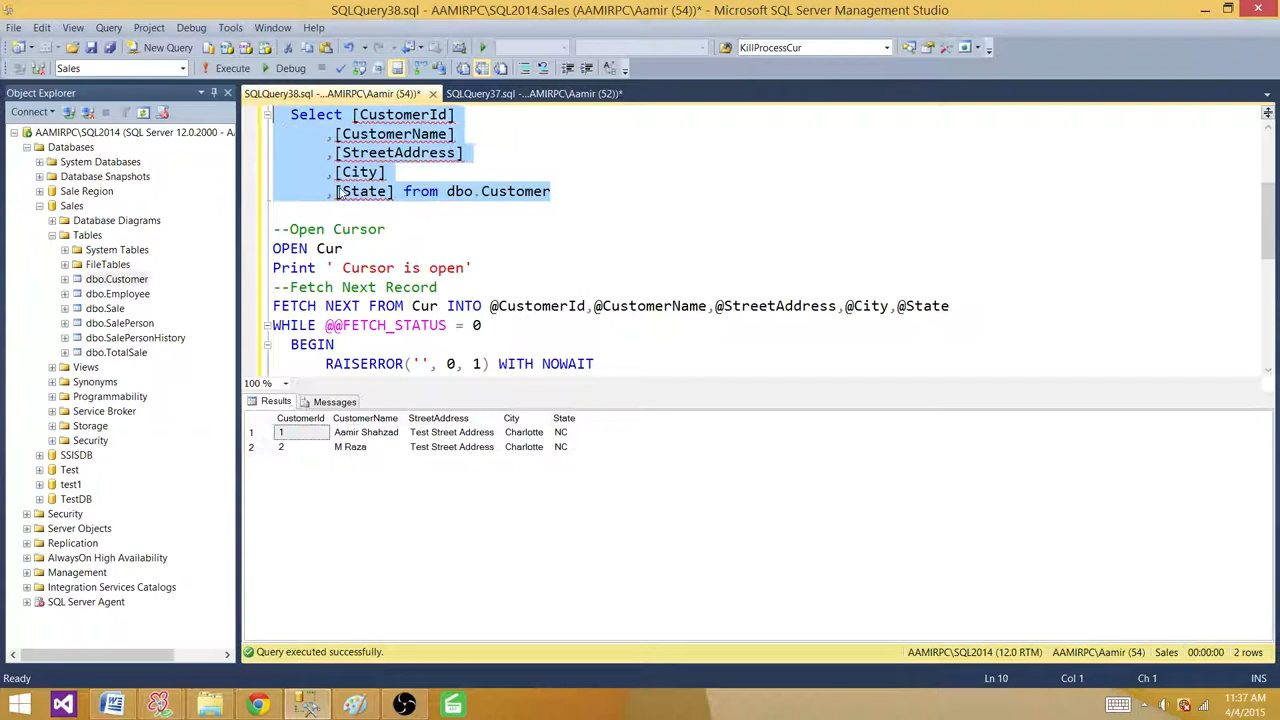 SQLQuery38.sql - AAMIRPC\SQL2014.Sales (AAMIRPC\Aamir (54))* - Microsoft SQL Server Management Studio
File Edit View Query Project Debug Tools Window Help
New Query KillProcessCur
Sales Execute Debug
Object Explorer
SQLQuery38.sql -...AMIRPC\Aamir (54))* SQLQuery37.sql -...AMIRPC\Aamir (52))*
Connect
AAMIRPC\SQL2014 (SQL Server 12.0.2000 - A
Databases
System Databases
Database Snapshots
Sale Region
Sales
Database Diagrams
Tables
System Tables
FileTables
dbo.Customer
dbo.Employee
dbo.Sale
dbo.SalePerson
dbo.SalePersonHistory
dbo.TotalSale
Views
Synonyms
Programmability
Service Broker
Storage
Security
SSISDB
Test
test1
TestDB
Security
Server Objects
Replication
AlwaysOn High Availability
Management
Integration Services Catalogs
SQL Server Agent
Select [CustomerId]
,[CustomerName]
,[StreetAddress]
,[City]
,[State] from dbo.Customer
--Open Cursor
OPEN Cur
Print ' Cursor is open'
--Fetch Next Record
FETCH NEXT FROM Cur INTO @CustomerId,@CustomerName,@StreetAddress,@City,@State
WHILE @@FETCH_STATUS = 0
BEGIN
RAISERROR('', 0, 1) WITH NOWAIT
100 %
Results Messages
CustomerId CustomerName StreetAddress City State
1 1 Aamir Shahzad Test Street Address Charlotte NC
2 2 M Raza Test Street Address Charlotte NC
Query executed successfully. AAMIRPC\SQL2014 (12.0 RTM) AAMIRPC\Aamir (54) Sales 00:00:00 2 rows
Ready Ln 10 Col 1 Ch 1 INS
11:37 AM
4/4/2015